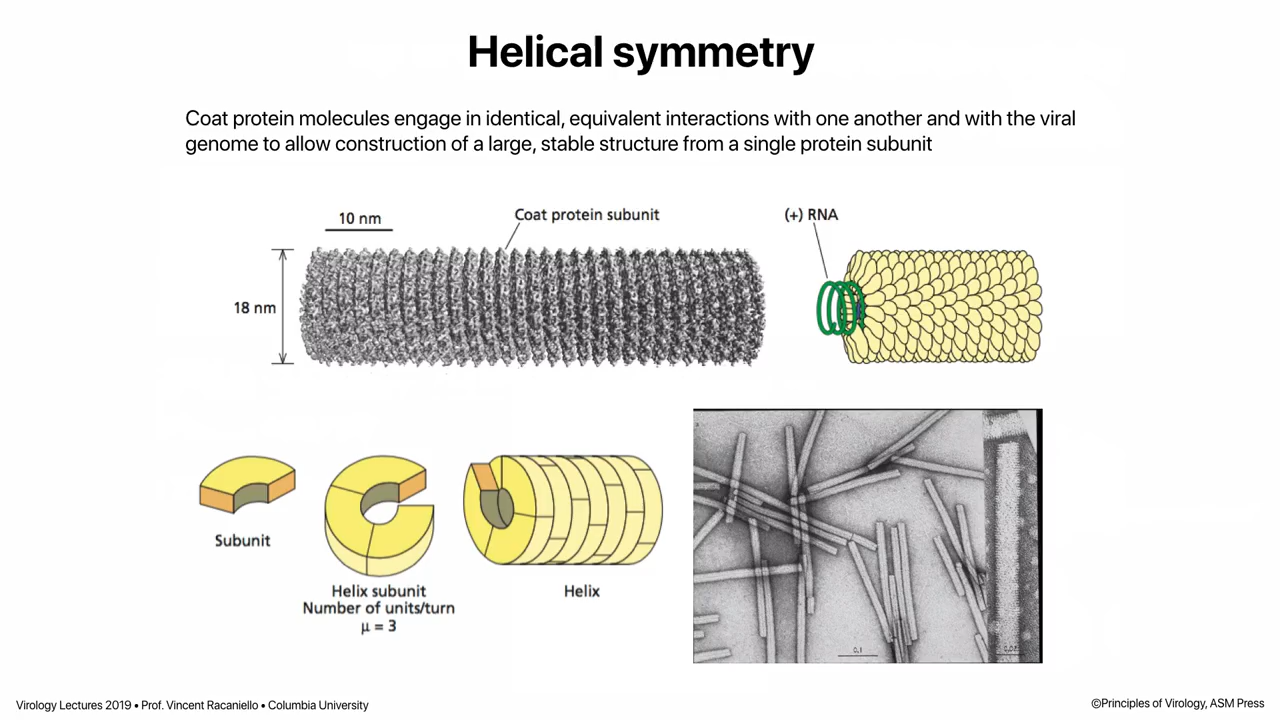 Helical symmetry
Coat protein molecules engage in identical, equivalent interactions with one another and with the viral
genome to allow construction of a large, stable structure from a single protein subunit
10 nm
Coat protein subunit
(+) RNA
18 nm
Subunit
Helix subunit
Number of units/turn
μ = 3
Helix
0.1
Virology Lectures 2019 • Prof. Vincent Racaniello • Columbia University
©Principles of Virology, ASM Press